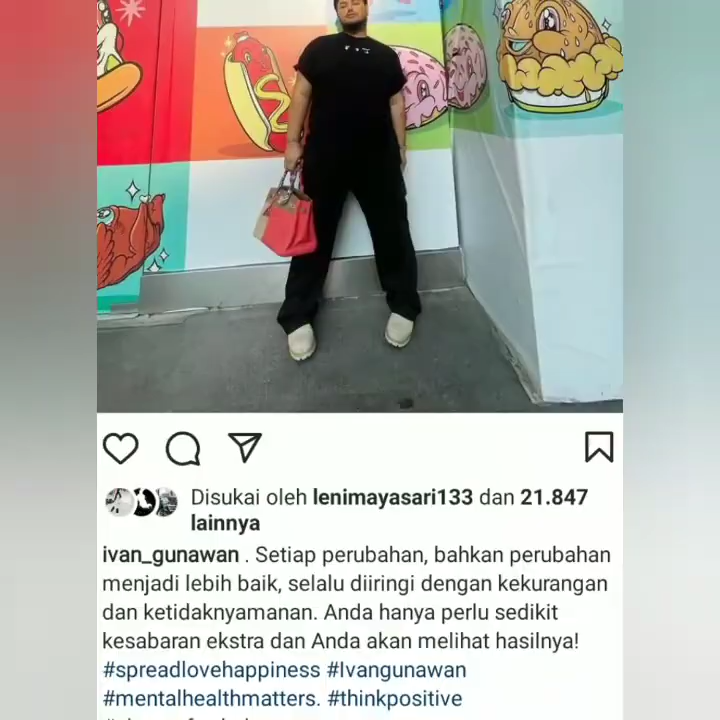 Disukai oleh lenimayasari133 dan 21.847
lainnya
ivan_gunawan . Setiap perubahan, bahkan perubahan
menjadi lebih baik, selalu diiringi dengan kekurangan
dan ketidaknyamanan. Anda hanya perlu sedikit
kesabaran ekstra dan Anda akan melihat hasilnya!
#spreadlovehappiness #Ivangunawan
#mentalhealthmatters. #thinkpositive